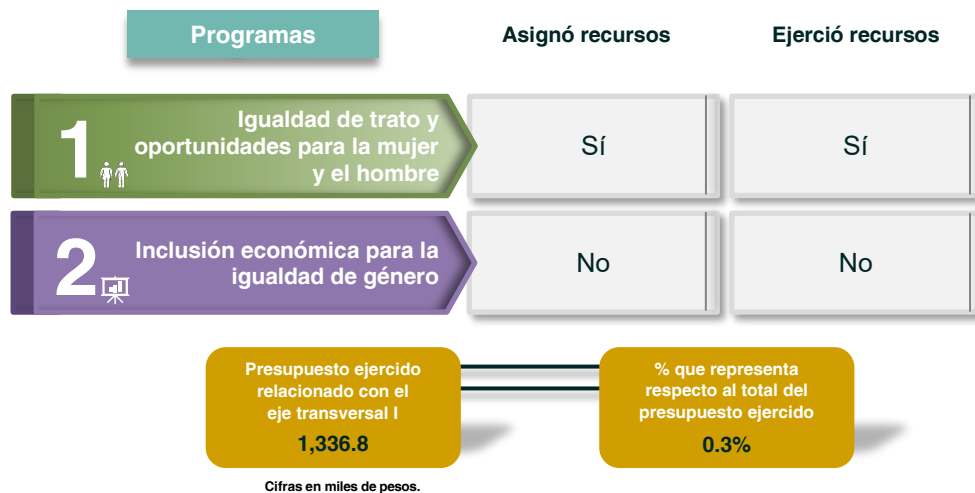 Programas
Asignó recursos
Ejerció recursos
1
Igualdad de trato y
oportunidades para la mujer
y el hombre
Sí
Sí
2
Inclusión económica para la
igualdad de género
No
No
Presupuesto ejercido
relacionado con el
eje transversal I
1,336.8
% que representa
respecto al total del
presupuesto ejercido
0.3%
Cifras en miles de pesos.